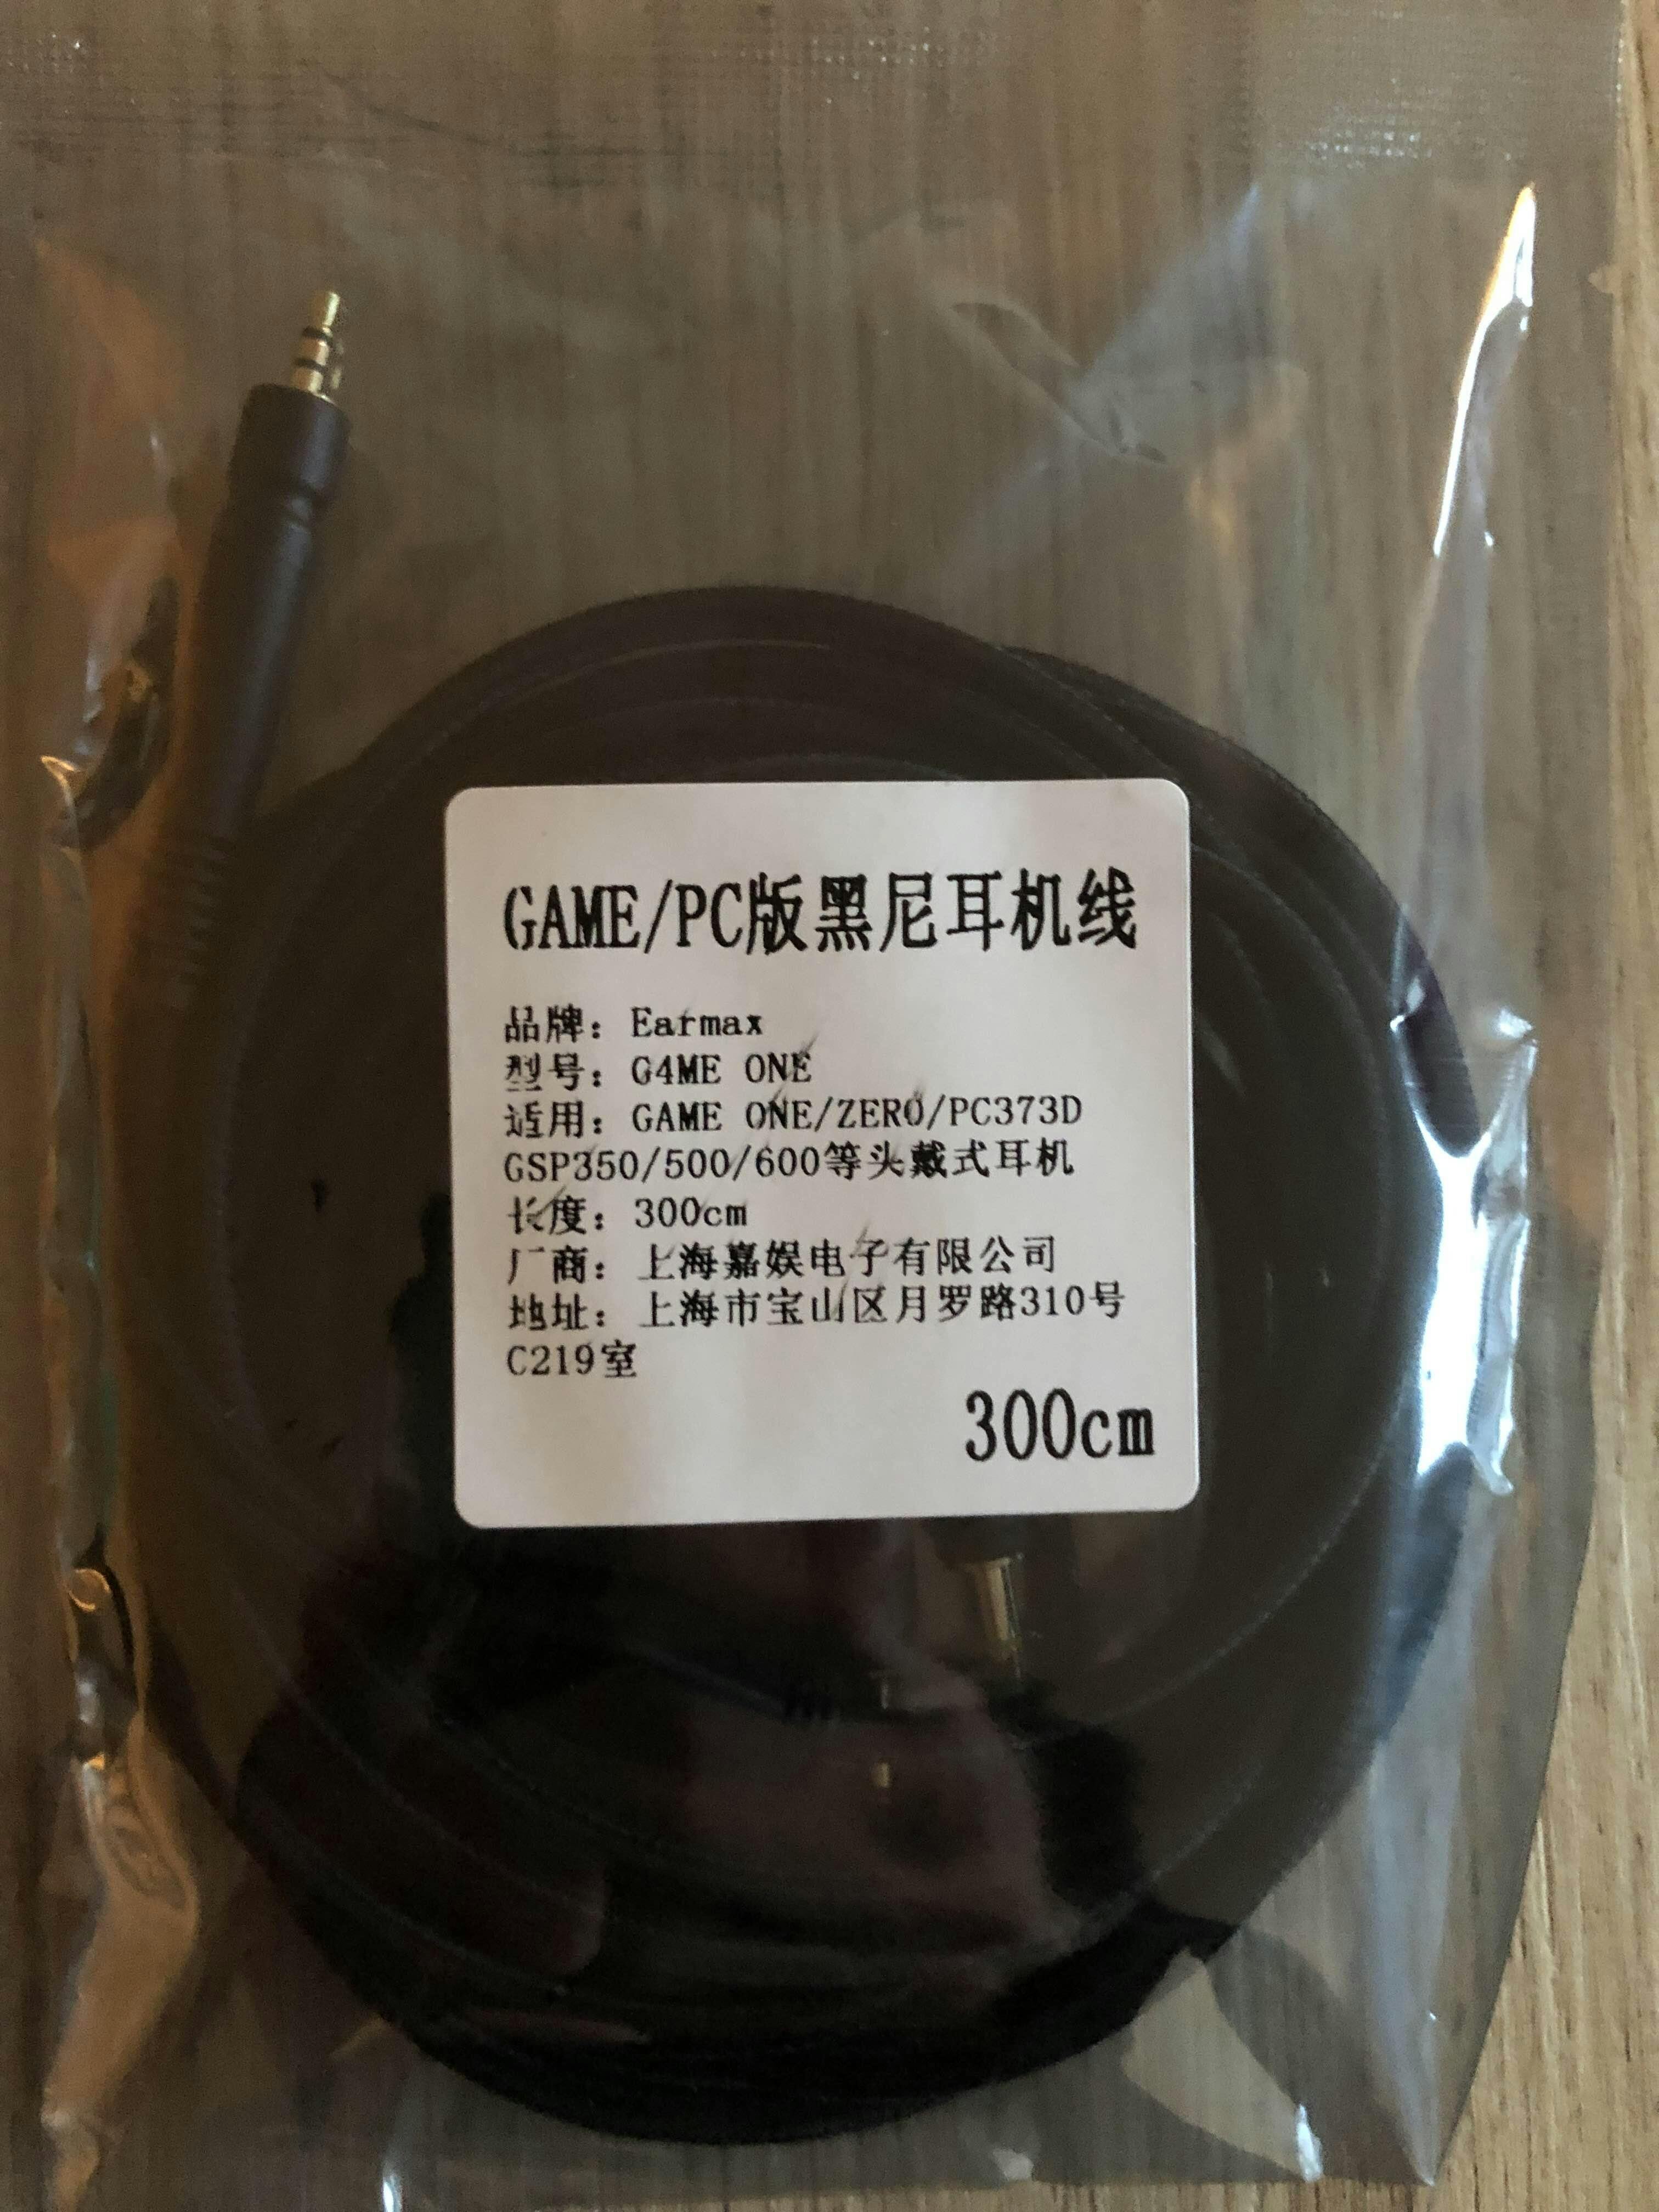 GAME/PC版黑尼耳机线
品牌：Earmax
型号：G4ME ONE
适用：GAME ONE/ZERO/PC373D
GSP350/500/600等头戴式耳机
长度：300cm
厂商：上海嘉娱电子有限公司
地址：上海市宝山区月罗路310号
C219室
300cm